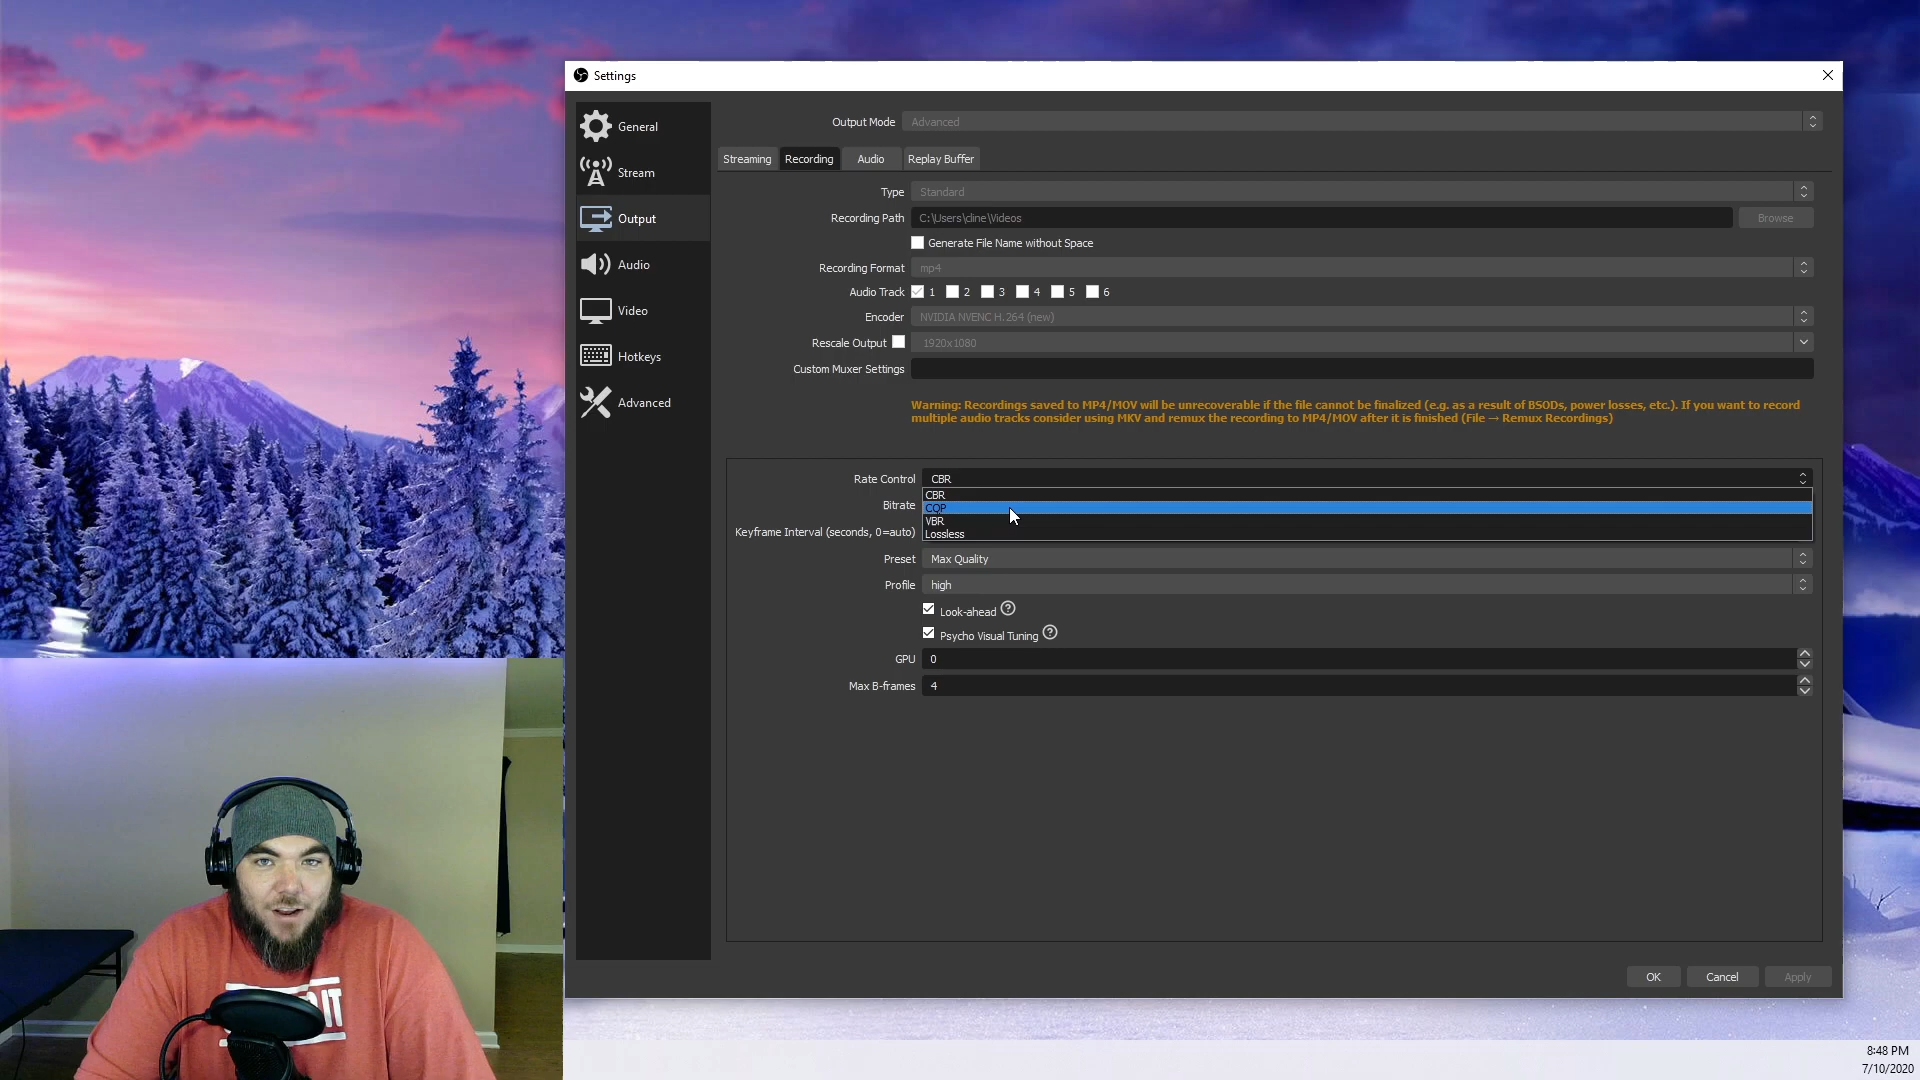 Settings
General
Stream
Output
Audio
Video
Hotkeys
Advanced
Output Mode Advanced
Streaming Recording Audio Replay Buffer
Type Standard
Recording Path C:\Users\cline\Videos Browse
Generate File Name without Space
Recording Format mp4
Audio Track 1 2 3 4 5 6
Encoder NVIDIA NVENC H.264 (new)
Rescale Output 1920x1080
Custom Muxer Settings
Warning: Recordings saved to MP4/MOV will be unrecoverable if the file cannot be finalized (e.g. as a result of BSODs, power losses, etc.). If you want to record
multiple audio tracks consider using MKV and remux the recording to MP4/MOV after it is finished (File → Remux Recordings)
Rate Control CBR
CBR
Bitrate CQP
VBR
Keyframe Interval (seconds, 0=auto) Lossless
Preset Max Quality
Profile high
Look-ahead ?
Psycho Visual Tuning ?
GPU 0
Max B-frames 4
OK Cancel Apply
8:48 PM
7/10/2020